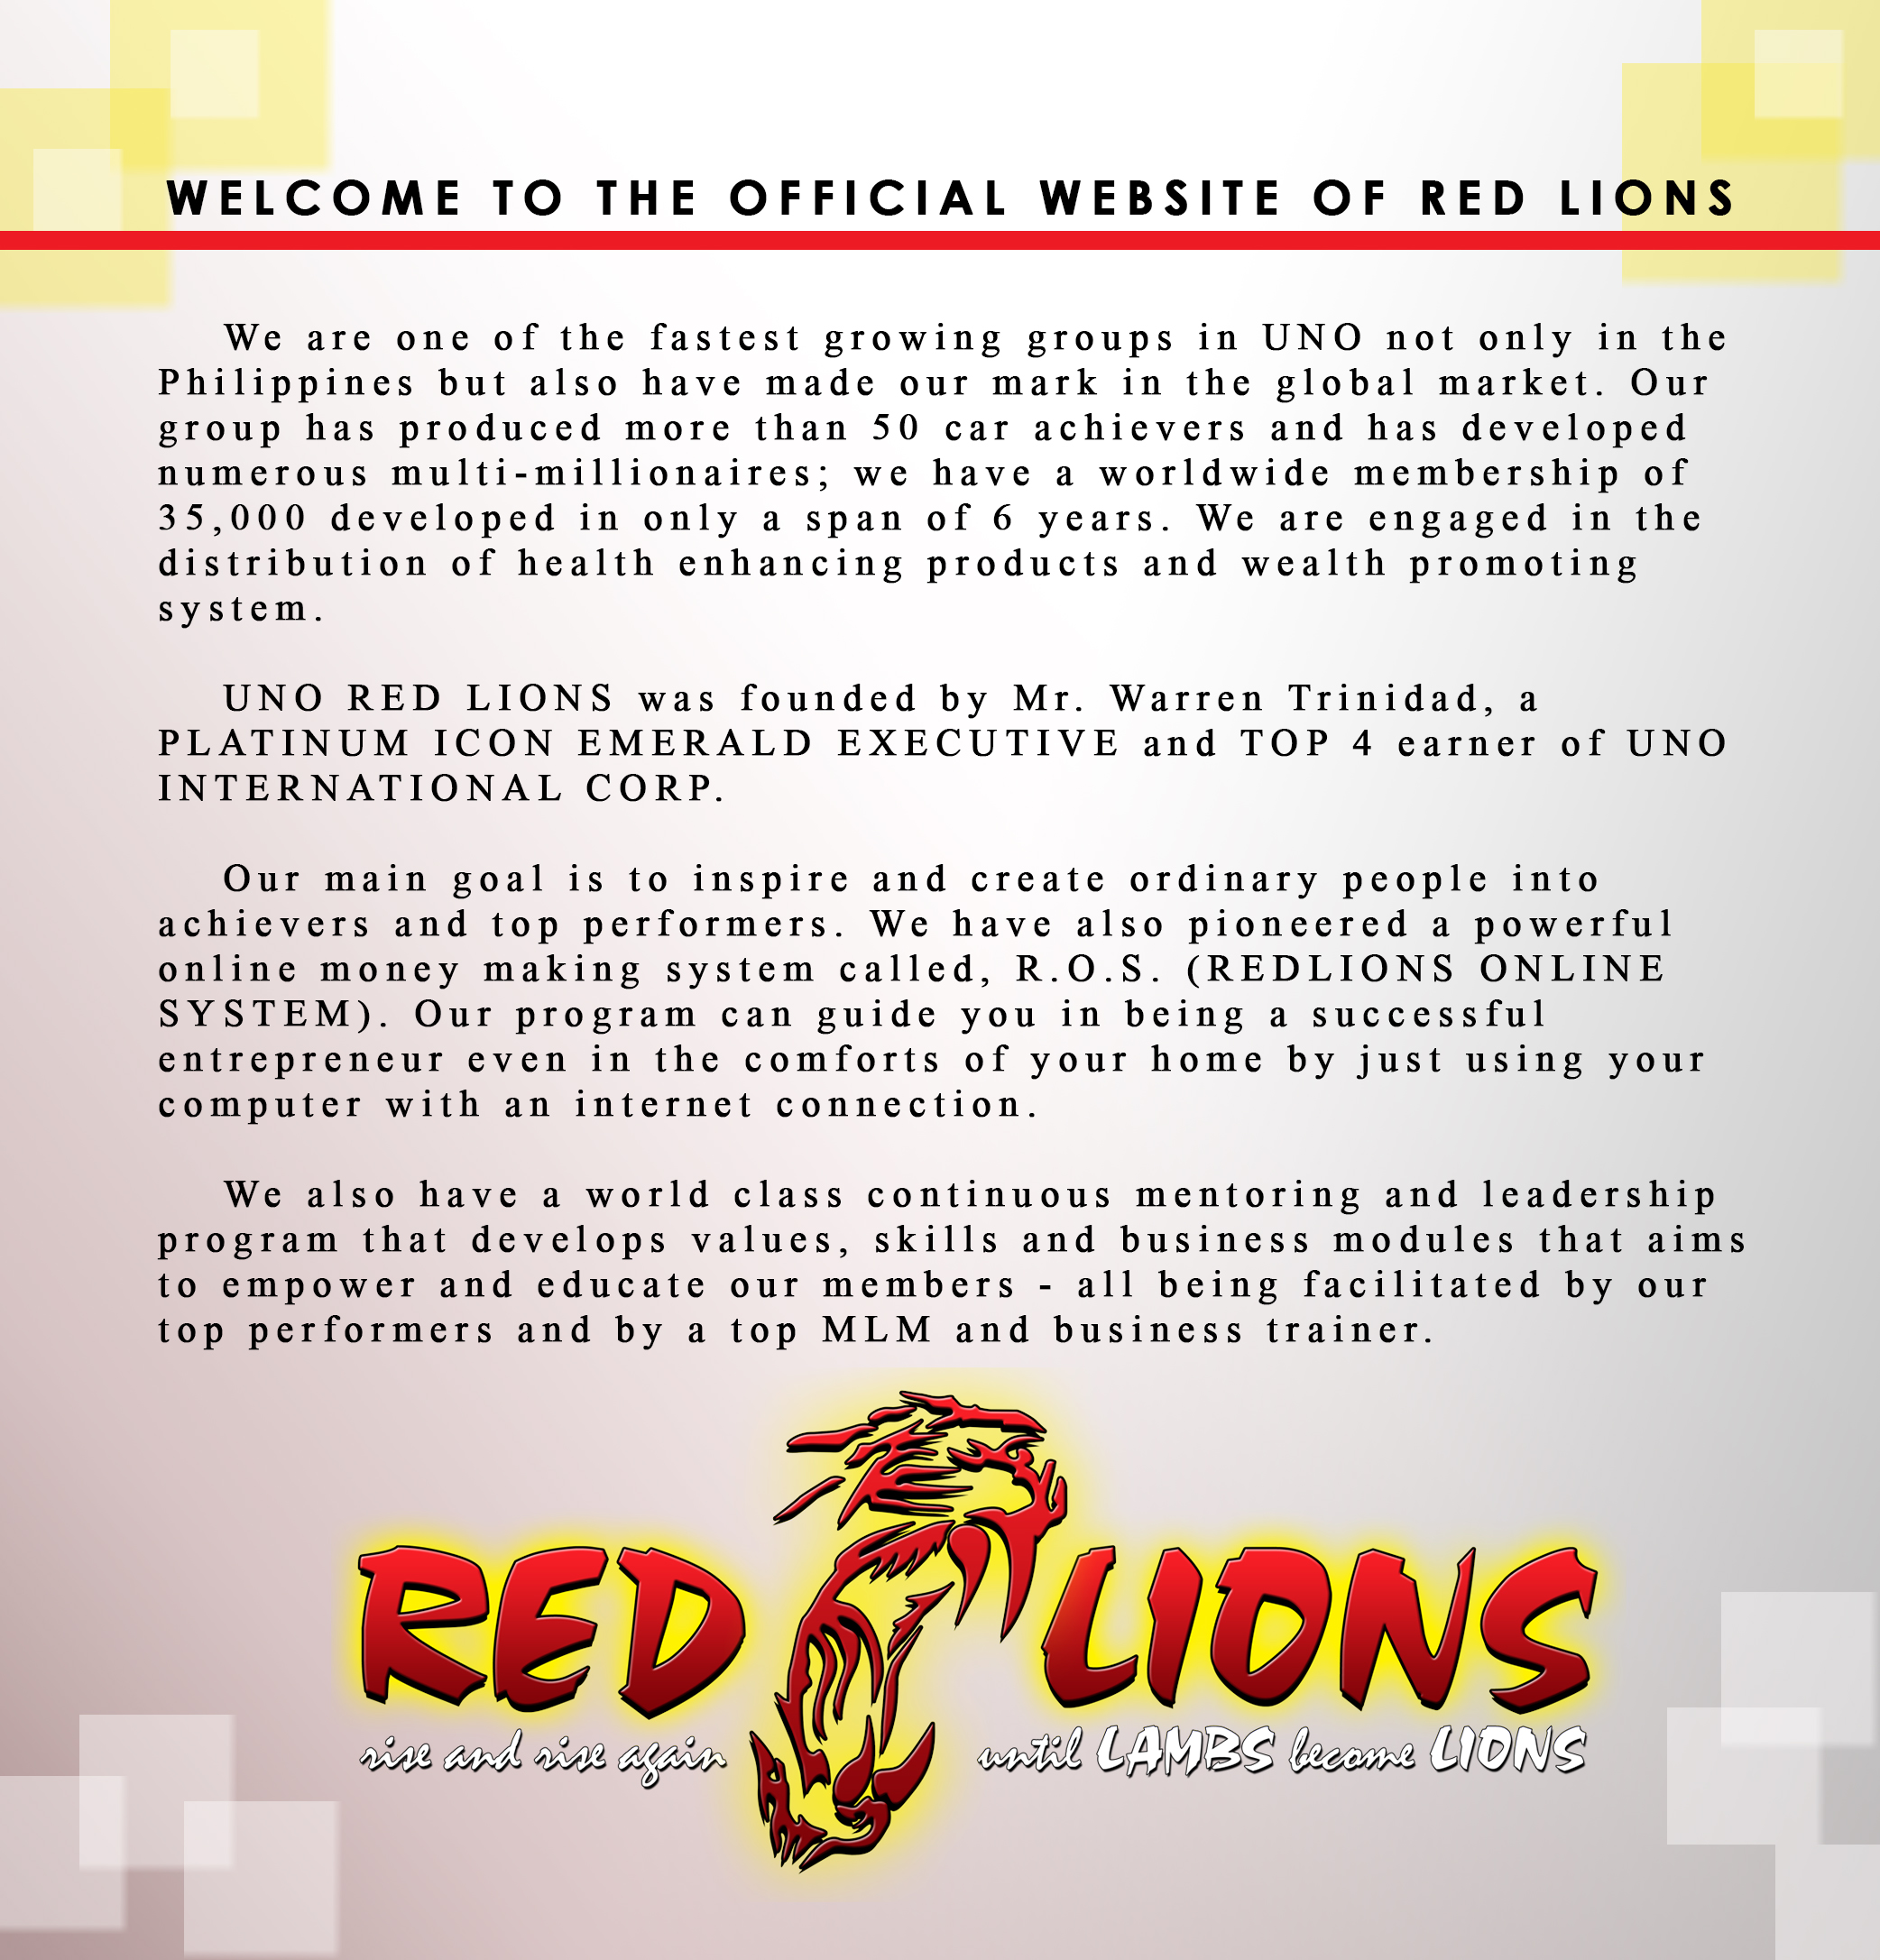 WELCOME TO THE OFFICIAL WEBSITE OF RED LIONS
We are one of the fastest growing groups in UNO not only in the
Philippines but also have made our mark in the global market. Our
group has produced more than 50 car achievers and has developed
numerous multi-millionaires; we have a worldwide membership of
35,000 developed in only a span of 6 years. We are engaged in the
distribution of health enhancing products and wealth promoting
system.
UNO RED LIONS was founded by Mr. Warren Trinidad, a
PLATINUM ICON EMERALD EXECUTIVE and TOP 4 earner of UNO
INTERNATIONAL CORP.
Our main goal is to inspire and create ordinary people into
achievers and top performers. We have also pioneered a powerful
online money making system called, R.O.S. (REDLIONS ONLINE
SYSTEM). Our program can guide you in being a successful
entrepreneur even in the comforts of your home by just using your
computer with an internet connection.
We also have a world class continuous mentoring and leadership
program that develops values, skills and business modules that aims
to empower and educate our members - all being facilitated by our
top performers and by a top MLM and business trainer.
RED LIONS
rise and rise again until LAMBS become LIONS